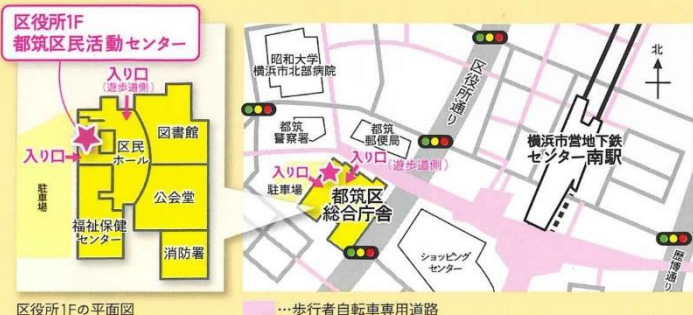 区役所1F
都筑区民活動センター
入り口
(遊歩道側)
図書館
区民
ホール
入り口
駐車場
公会堂
福祉保健
センター
消防署
区役所1Fの平面図
昭和大学
横浜市北部病院
区役所通り
北
都筑
警察署
都筑
郵便局
横浜市営地下鉄
センター南駅
入り口
(遊歩道側)
入り口
駐車場
都筑区
総合庁舎
ショッピング
センター
歴博通り
…歩行者自転車専用道路